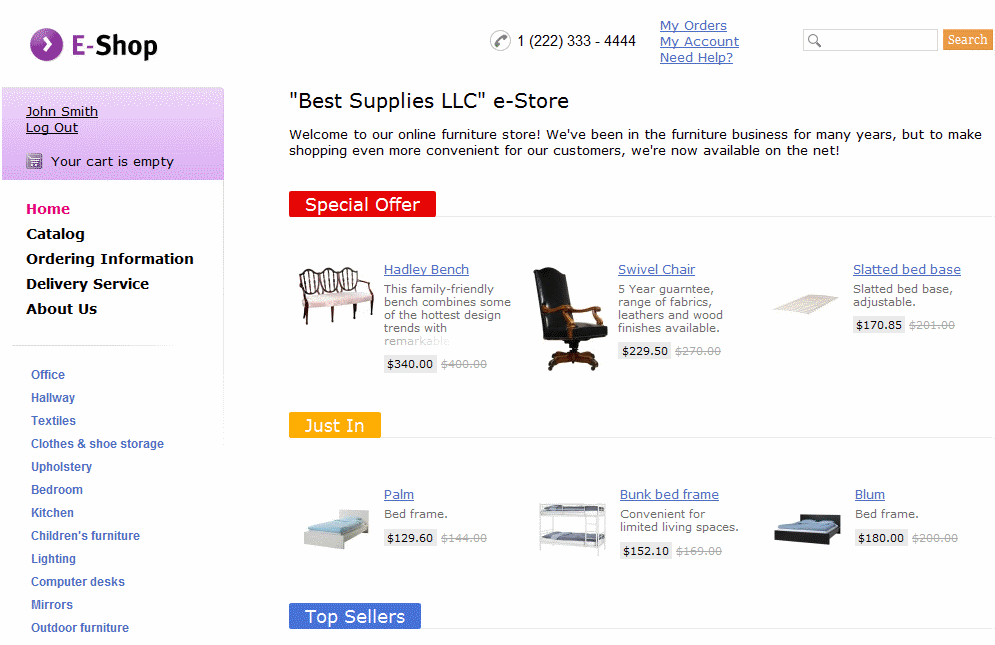 E-Shop
1 (222) 333 - 4444
My Orders
My Account
Need Help?
Search
John Smith
Log Out
Your cart is empty
Home
Catalog
Ordering Information
Delivery Service
About Us
Office
Hallway
Textiles
Clothes & shoe storage
Upholstery
Bedroom
Kitchen
Children's furniture
Lighting
Computer desks
Mirrors
Outdoor furniture
"Best Supplies LLC" e-Store
Welcome to our online furniture store! We've been in the furniture business for many years, but to make
shopping even more convenient for our customers, we're now available on the net!
Special Offer
Hadley Bench
This family-friendly
bench combines some
of the hottest design
trends with
remarkable
$340.00 $400.00
Swivel Chair
5 Year guarntee,
range of fabrics,
leathers and wood
finishes available.
$229.50 $270.00
Slatted bed base
Slatted bed base,
adjustable.
$170.85 $201.00
Just In
Palm
Bed frame.
$129.60 $144.00
Bunk bed frame
Convenient for
limited living spaces.
$152.10 $169.00
Blum
Bed frame.
$180.00 $200.00
Top Sellers